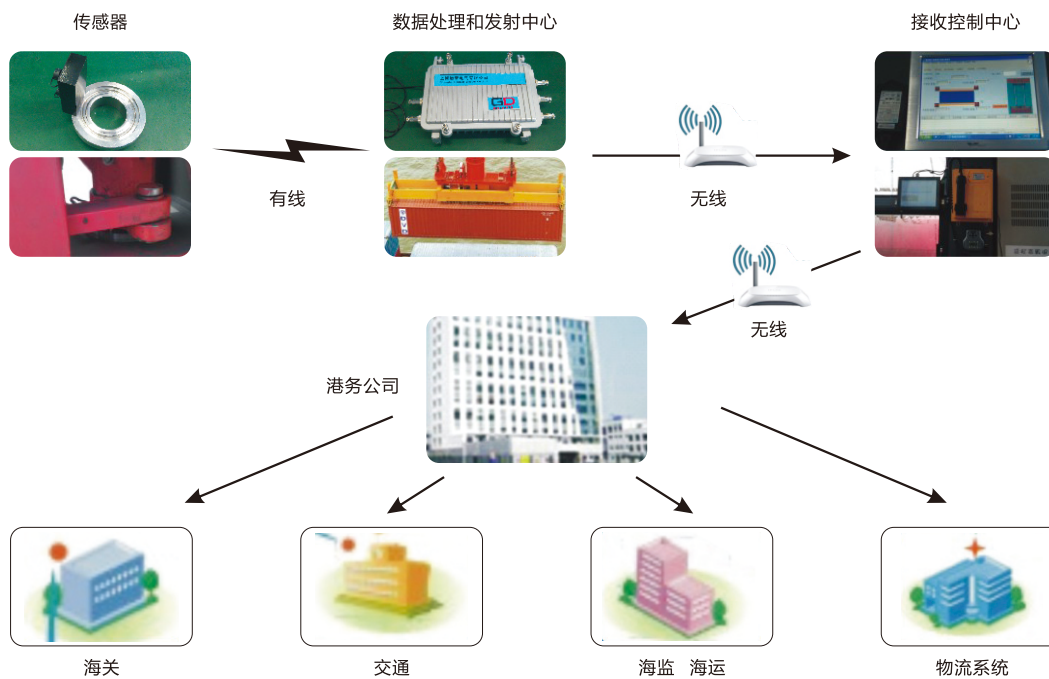 传感器
数据处理和发射中心
接收控制中心
GD
有线
无线
无线
港务公司
海关
交通
海监 海运
物流系统